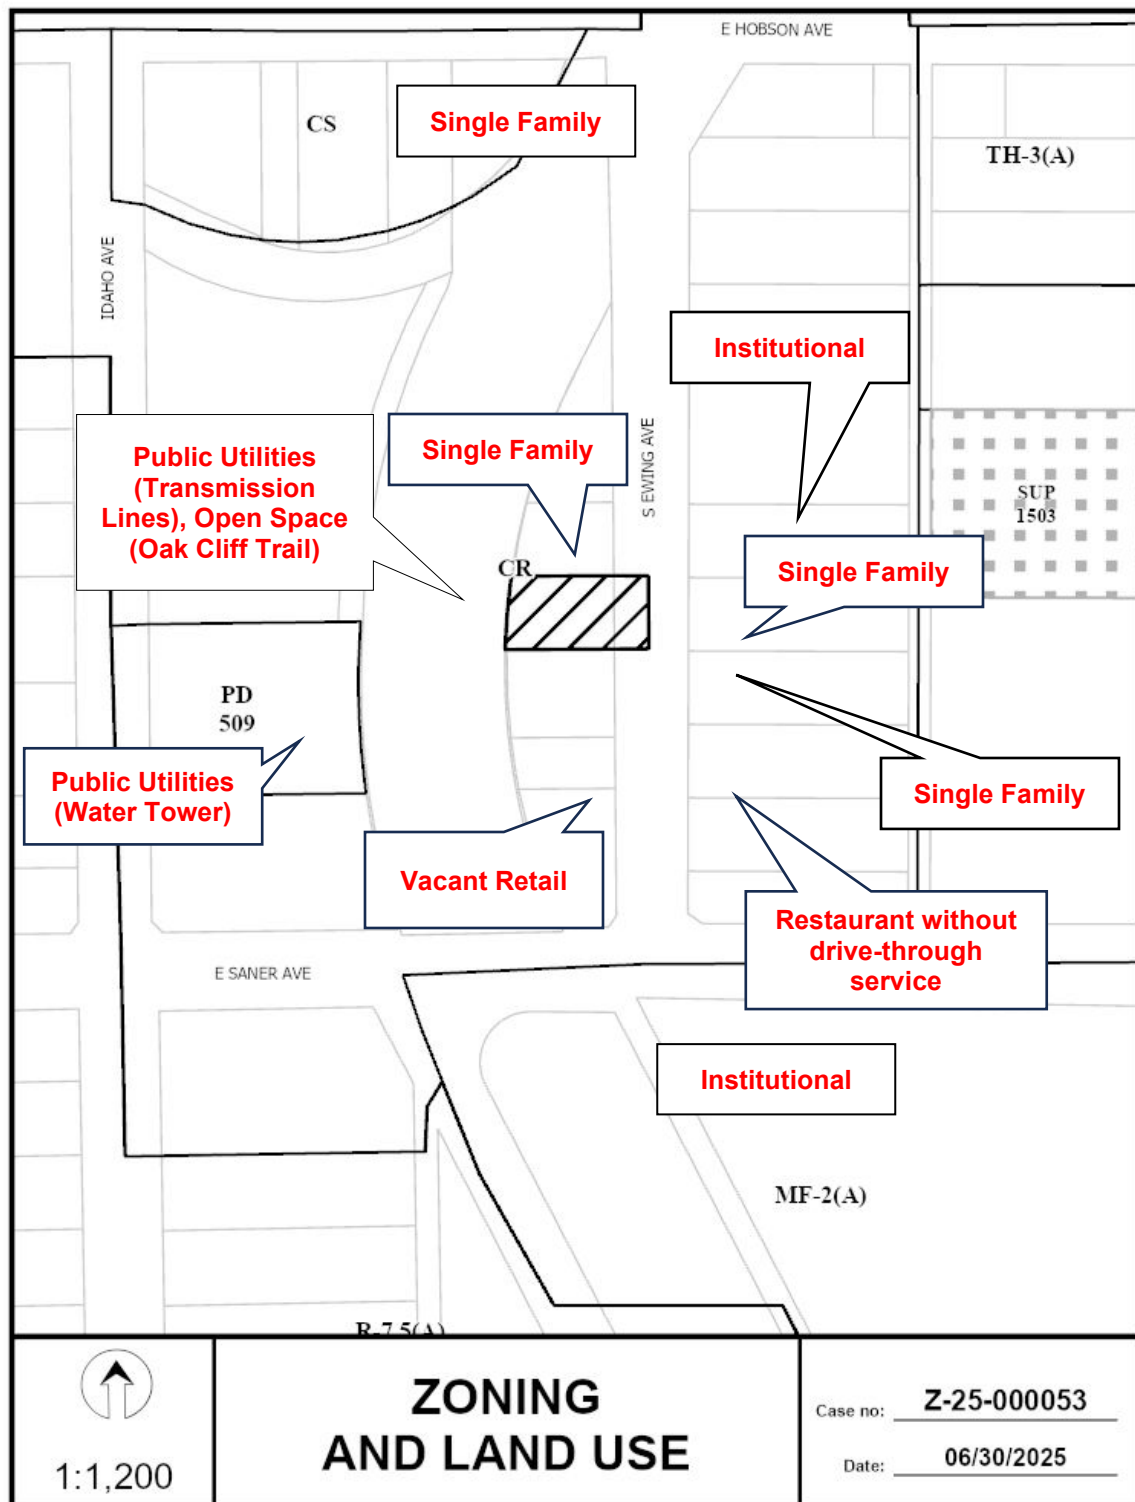 E HOBSON AVE
CS
Single Family
TH-3(A)
IDAHO AVE
Institutional
S EWING AVE
Public Utilities
(Transmission
Lines), Open Space
(Oak Cliff Trail)
Single Family
SUP
1503
CR
Single Family
PD
509
Public Utilities
(Water Tower)
Single Family
Vacant Retail
Restaurant without
drive-through
service
E SANER AVE
Institutional
MF-2(A)
R-7.5(A)
1:1,200
ZONING
AND LAND USE
Case no: Z-25-000053
Date: 06/30/2025